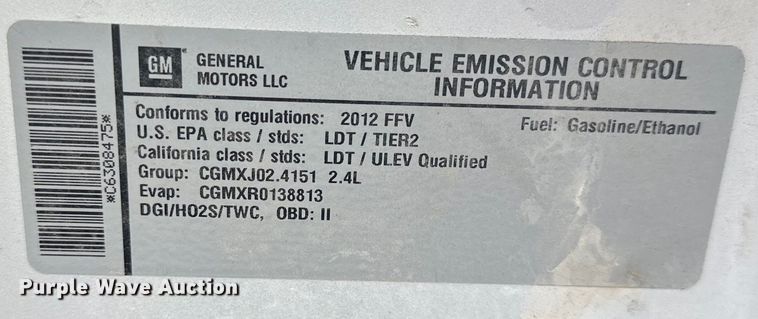 GM
GENERAL
MOTORS LLC
VEHICLE EMISSION CONTROL
INFORMATION
Conforms to regulations: 2012 FFV
Fuel: Gasoline/Ethanol
U.S. EPA class / stds: LDT / TIER2
California class / stds: LDT / ULEV Qualified
Group: CGMXJ02.4151 2.4L
Evap: CGMXR0138813
DGI/HO2S/TWC, OBD: II
*C6308475*
Purple Wave Auction